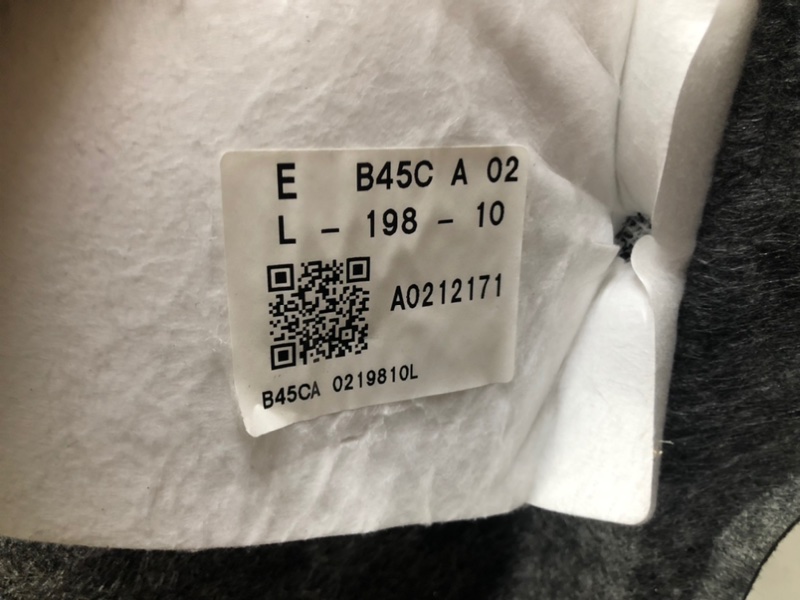 E B45C A 02
L - 198 - 10
A0212171
B45CA 0219810L